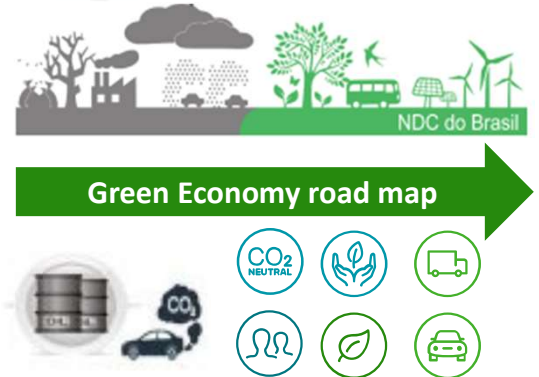 NDC do Brasil
Green Economy road map
CO2
NEUTRAL
CO2